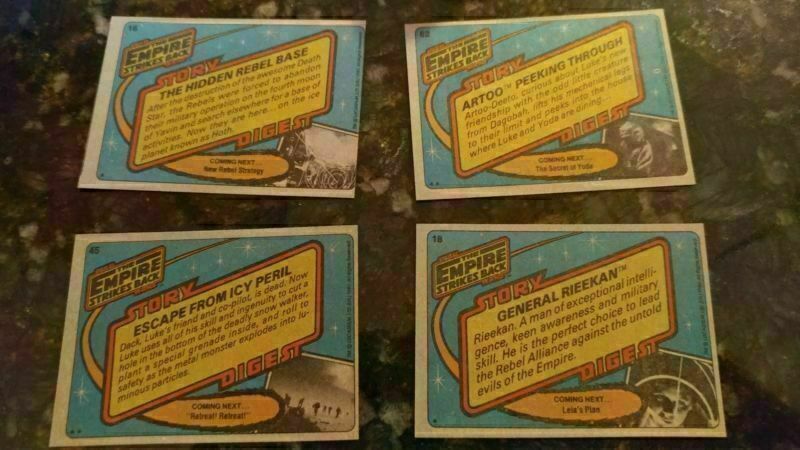 16
THE
EMPIRE
STRIKES BACK
STORY
THE HIDDEN REBEL BASE
After the destruction of the awesome Death
Star, the Rebels were forced to abandon
their military operation on the fourth moon
of Yavin and search elsewhere for a base of
activities. Now they are here... on the ice
planet known as Hoth.
DIGEST
COMING NEXT...
New Rebel Strategy
*
62
THE
EMPIRE
STRIKES BACK
STORY
ARTOO™ PEEKING THROUGH
Artoo-Deeto, curious about Luke's new
friendship with the odd little creature
from Dagobah, lifts his mechanical legs
to their limit and peeks into the house
where Luke and Yoda are dining.
DIGEST
COMING NEXT...
The Secret of Yoda
**
45
THE
EMPIRE
STRIKES BACK
STORY
ESCAPE FROM ICY PERIL
Dack, Luke's friend and co-pilot, is dead. Now
Luke uses all of his skill and ingenuity to cut a
hole in the bottom of the deadly snow walker,
plant a special grenade inside, and roll to
safety as the metal monster explodes into lu-
minous particles.
DIGEST
COMING NEXT...
"Retreat! Retreat!"
**
18
THE
EMPIRE
STRIKES BACK
STORY
GENERAL RIEEKAN™
Rieekan. A man of exceptional intelli-
gence, keen awareness and military
skill. He is the perfect choice to lead
the Rebel Alliance against the untold
evils of the Empire.
DIGEST
COMING NEXT...
Leia's Plan
*